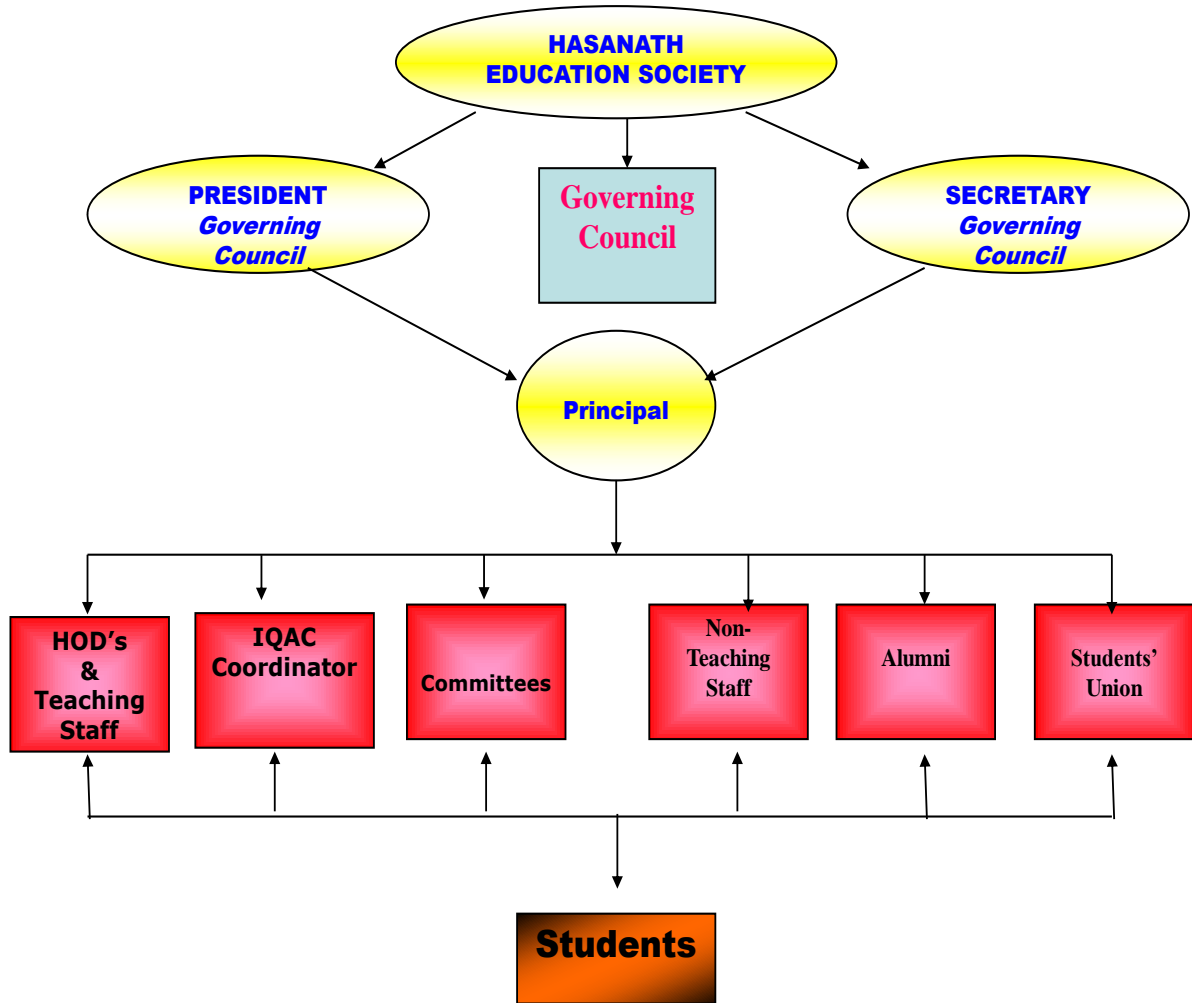 HASANATH
EDUCATION SOCIETY
PRESIDENT
Governing
Council
Governing
Council
SECRETARY
Governing
Council
Principal
HOD's
&
Teaching
Staff
IQAC
Coordinator
Committees
Non-
Teaching
Staff
Alumni
Students'
Union
Students